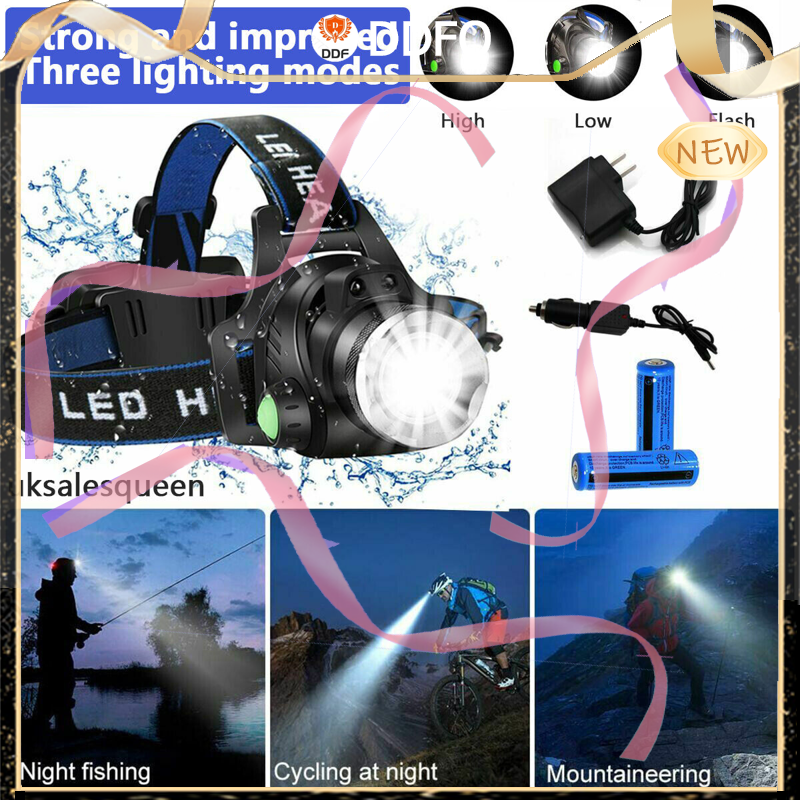 Strong and improved
Three lighting modes
DDF
DDFO
High
Low
Flash
NEW
LED HEA
LED H
uksalesqueen
Night fishing
Cycling at night
Mountaineering